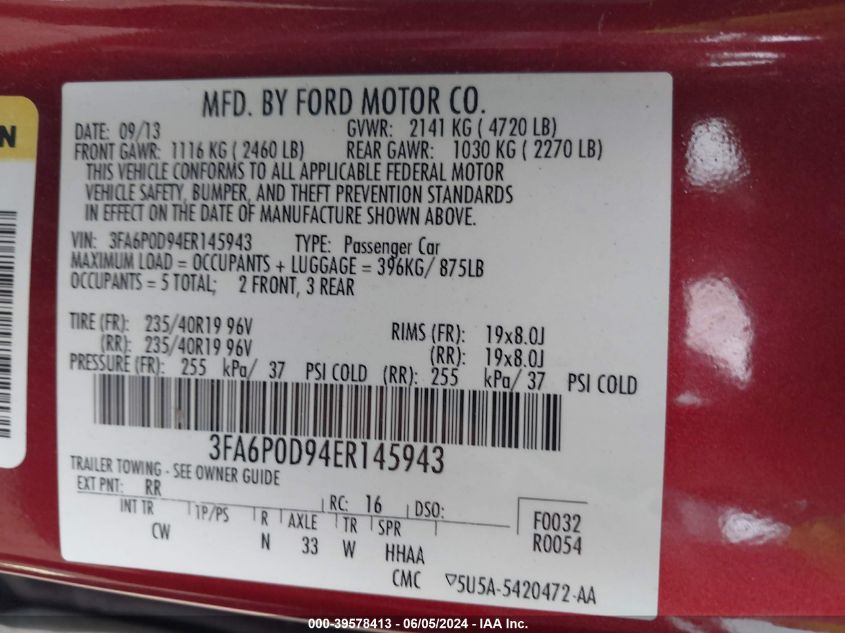 N
MFD. BY FORD MOTOR CO.
DATE: 09/13 GVWR: 2141 KG ( 4720 LB)
FRONT GAWR: 1116 KG ( 2460 LB) REAR GAWR: 1030 KG ( 2270 LB)
THIS VEHICLE CONFORMS TO ALL APPLICABLE FEDERAL MOTOR
VEHICLE SAFETY, BUMPER, AND THEFT PREVENTION STANDARDS
IN EFFECT ON THE DATE OF MANUFACTURE SHOWN ABOVE.
VIN: 3FA6P0D94ER145943 TYPE: Passenger Car
MAXIMUM LOAD = OCCUPANTS + LUGGAGE = 396KG/ 875LB
OCCUPANTS = 5 TOTAL; 2 FRONT, 3 REAR
TIRE (FR): 235/40R19 96V RIMS (FR): 19x8.0J
(RR): 235/40R19 96V (RR): 19x8.0J
PRESSURE (FR): 255 kPa/ 37 PSI COLD (RR): 255 kPa/ 37 PSI COLD
3FA6P0D94ER145943
TRAILER TOWING - SEE OWNER GUIDE
EXT PNT: RR RC: 16 DSO:
INT TR 1P/PS R AXLE TR SPR F0032
CW N 33 W HHAA R0054
CMC ▽5U5A-5420472-AA
000 - 39578413 - 06/05/2024 - IAA Inc.